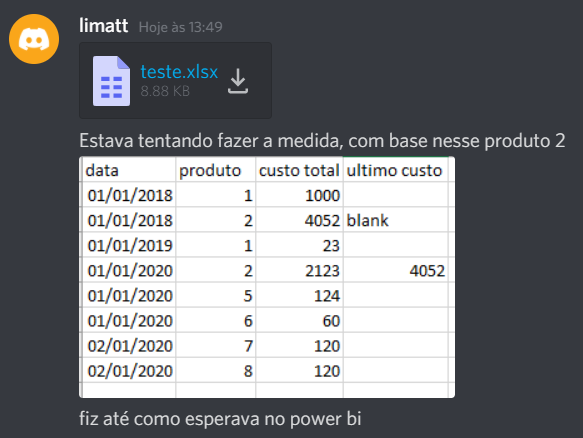 limatt Hoje às 13:49
teste.xlsx
8.88 KB
Estava tentando fazer a medida, com base nesse produto 2
data produto custo total ultimo custo
01/01/2018 1 1000
01/01/2018 2 4052 blank
01/01/2019 1 23
01/01/2020 2 2123 4052
01/01/2020 5 124
01/01/2020 6 60
02/01/2020 7 120
02/01/2020 8 120
fiz até como esperava no power bi